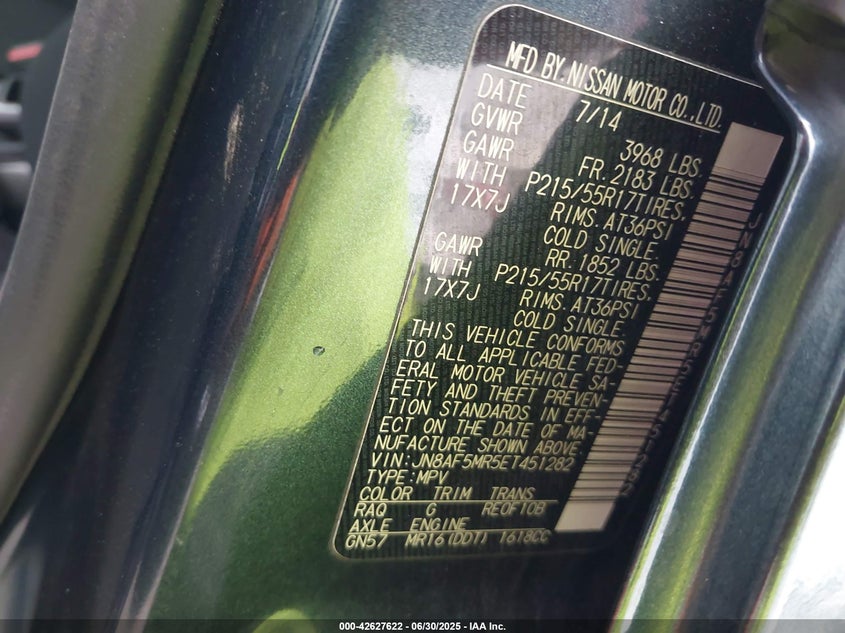 MFD BY. NISSAN MOTOR CO.,LTD.
DATE 7/14
GVWR 3968 LBS.
GAWR FR. 2183 LBS.
WITH P215/55R17TIRES.
17X7J RIMS. AT36PSI
COLD SINGLE.
GAWR RR. 1852 LBS.
WITH P215/55R17TIRES.
17X7J RIMS. AT36PSI
COLD SINGLE.
THIS VEHICLE CONFORMS
TO ALL APPLICABLE FED-
ERAL MOTOR VEHICLE SA-
FETY AND THEFT PREVEN-
TION STANDARDS IN EFF-
ECT ON THE DATE OF MA-
NUFACTURE SHOWN ABOVE.
VIN:JN8AF5MR5ET451282
TYPE:MPV
COLOR TRIM TRANS
RAQ G RE0F10B
AXLE ENGINE
GN57 MR16(DDT) 1618CC
JN8AF5MR5ET451282
000-42627622 - 06/30/2025 - IAA Inc.